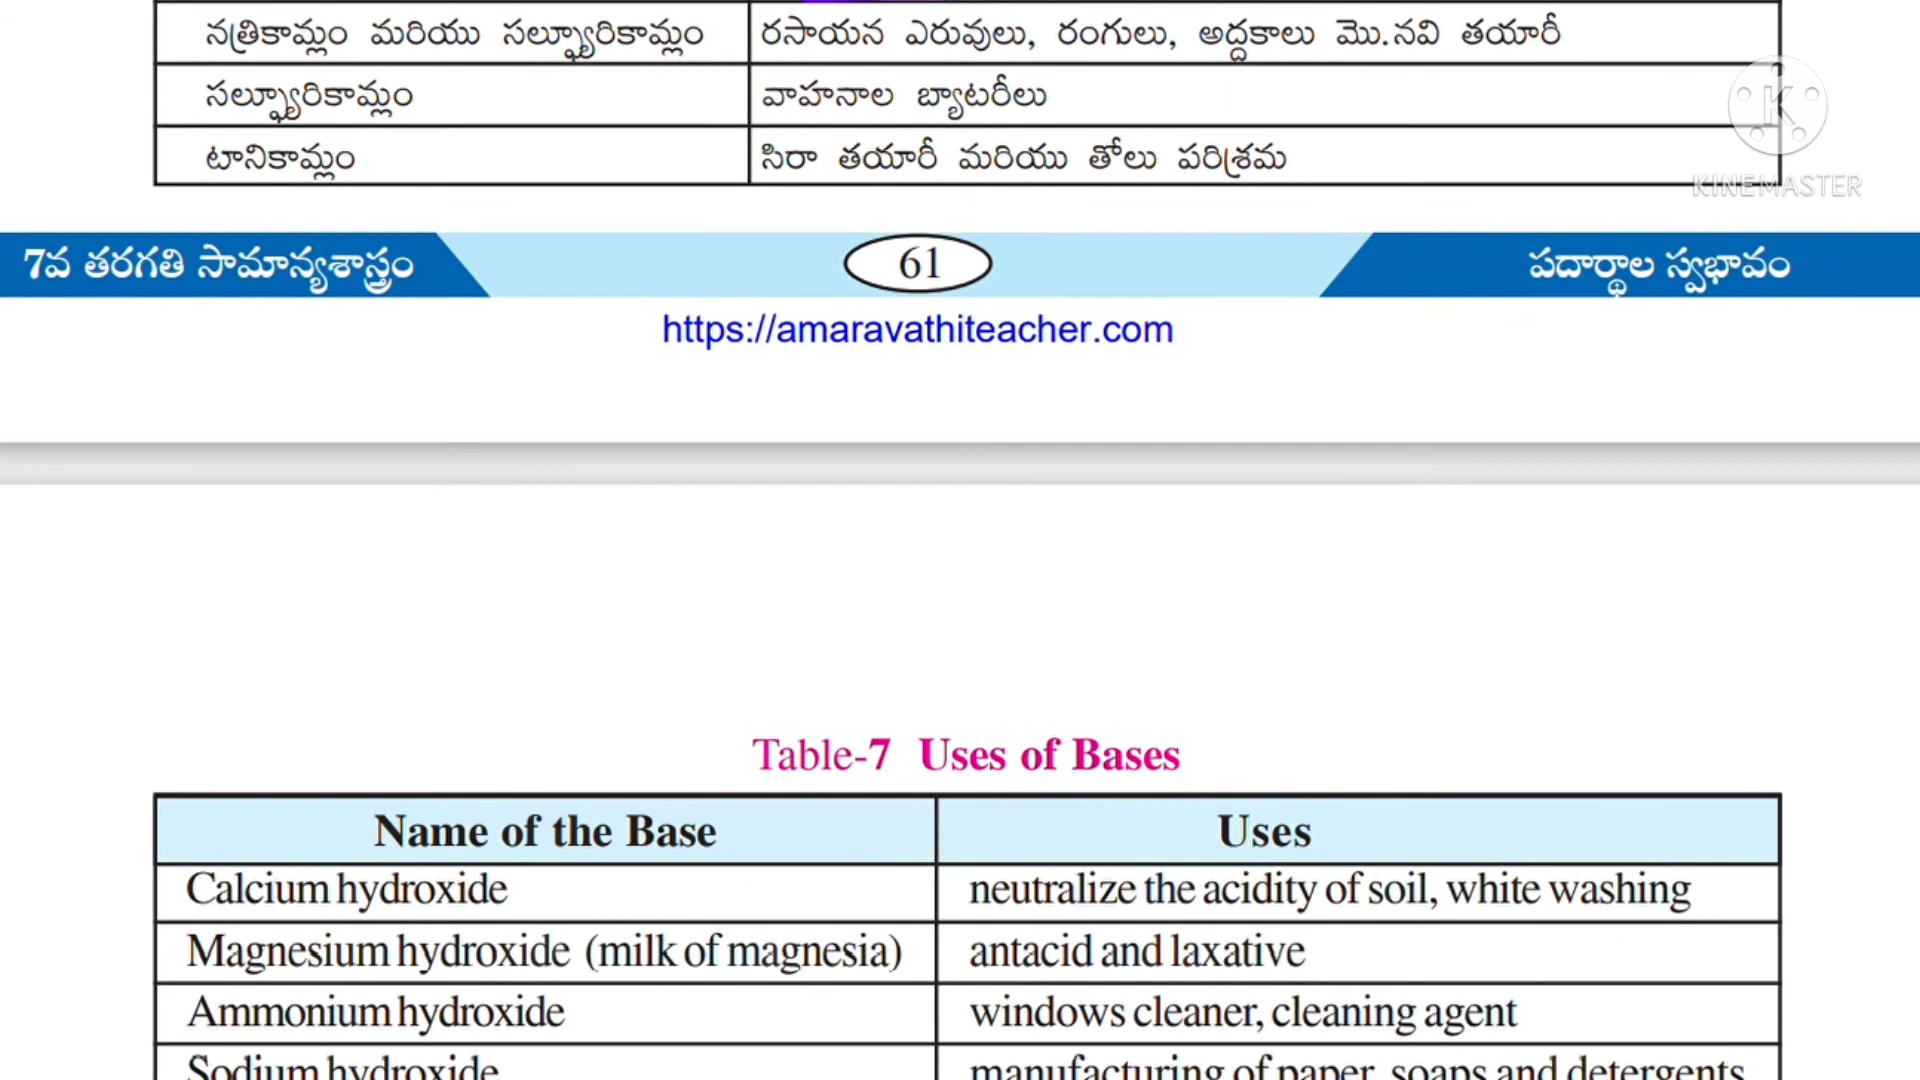 నత్రికామ్లం మరియు సల్ఫ్యూరికామ్లం రసాయన ఎరువులు, రంగులు, అద్దకాలు మొ.నవి తయారీ
సల్ఫ్యూరికామ్లం వాహనాల బ్యాటరీలు
టానికామ్లం సిరా తయారీ మరియు తోలు పరిశ్రమ
K
KINEMASTER
7వ తరగతి సామాన్యశాస్త్రం 61 పదార్థాల స్వభావం
https://amaravathiteacher.com
Table-7 Uses of Bases
Name of the Base Uses
Calcium hydroxide neutralize the acidity of soil, white washing
Magnesium hydroxide (milk of magnesia) antacid and laxative
Ammonium hydroxide windows cleaner, cleaning agent
Sodium hydroxide manufacturing of paper, soaps and detergents